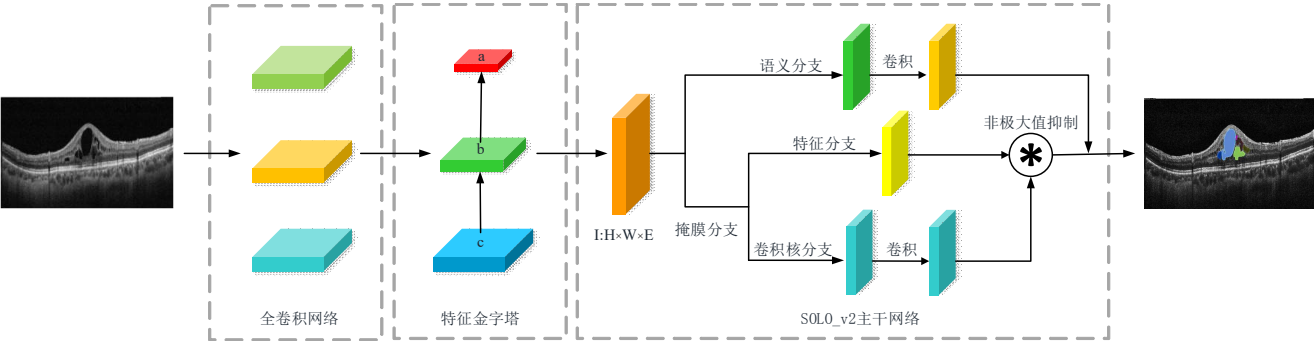 a
b
c
全卷积网络
特征金字塔
I:H×W×E
语义分支
卷积
特征分支
掩膜分支
卷积核分支
卷积
非极大值抑制
*
SOLO_v2主干网络